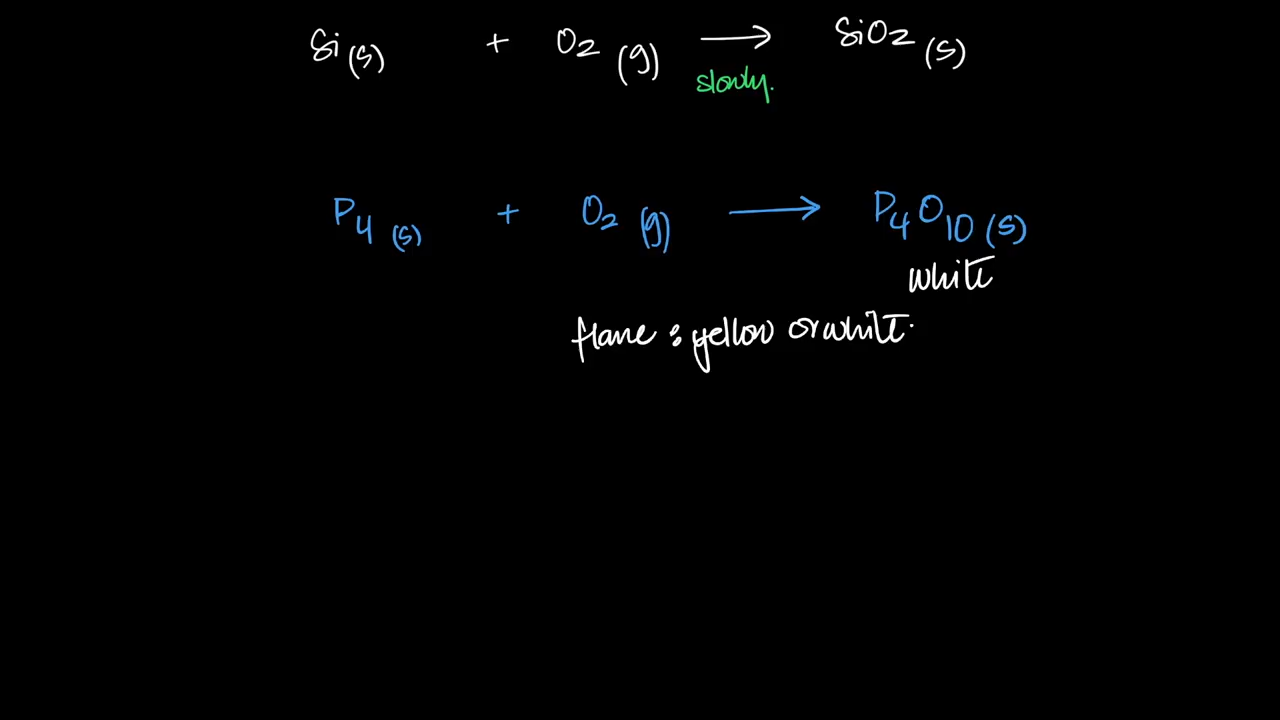 Si(s) + O2(g) → SiO2(s)
slowly.
P4(s) + O2(g) → P4O10(s)
white
flame : yellow or white.